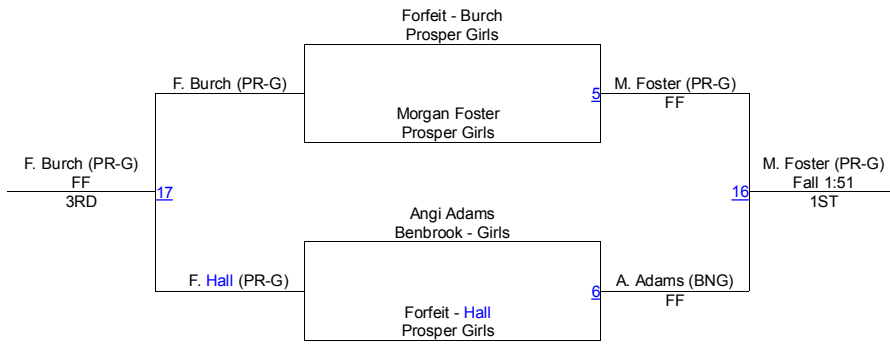 Forfeit - Burch
Prosper Girls
F. Burch (PR-G)
5
M. Foster (PR-G)
FF
Morgan Foster
Prosper Girls
F. Burch (PR-G)
FF
3RD
17
16
M. Foster (PR-G)
Fall 1:51
1ST
Angi Adams
Benbrook - Girls
F. Hall (PR-G)
6
A. Adams (BNG)
FF
Forfeit - Hall
Prosper Girls